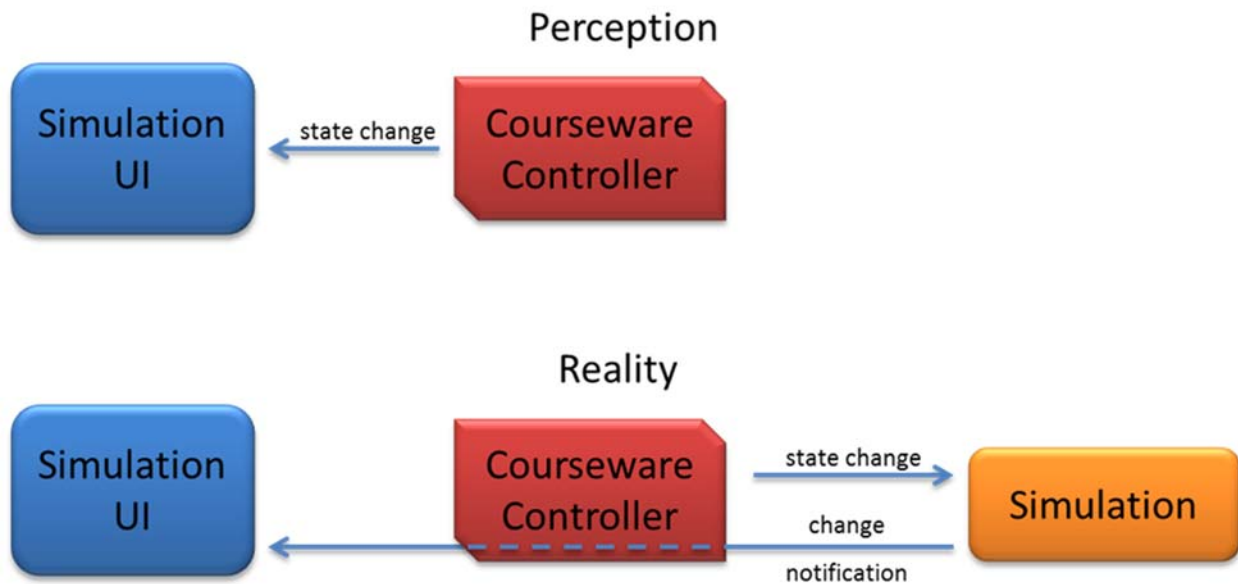 Perception
Simulation
UI
state change
Courseware
Controller
Reality
Simulation
UI
Courseware
Controller
state change
change
notification
Simulation